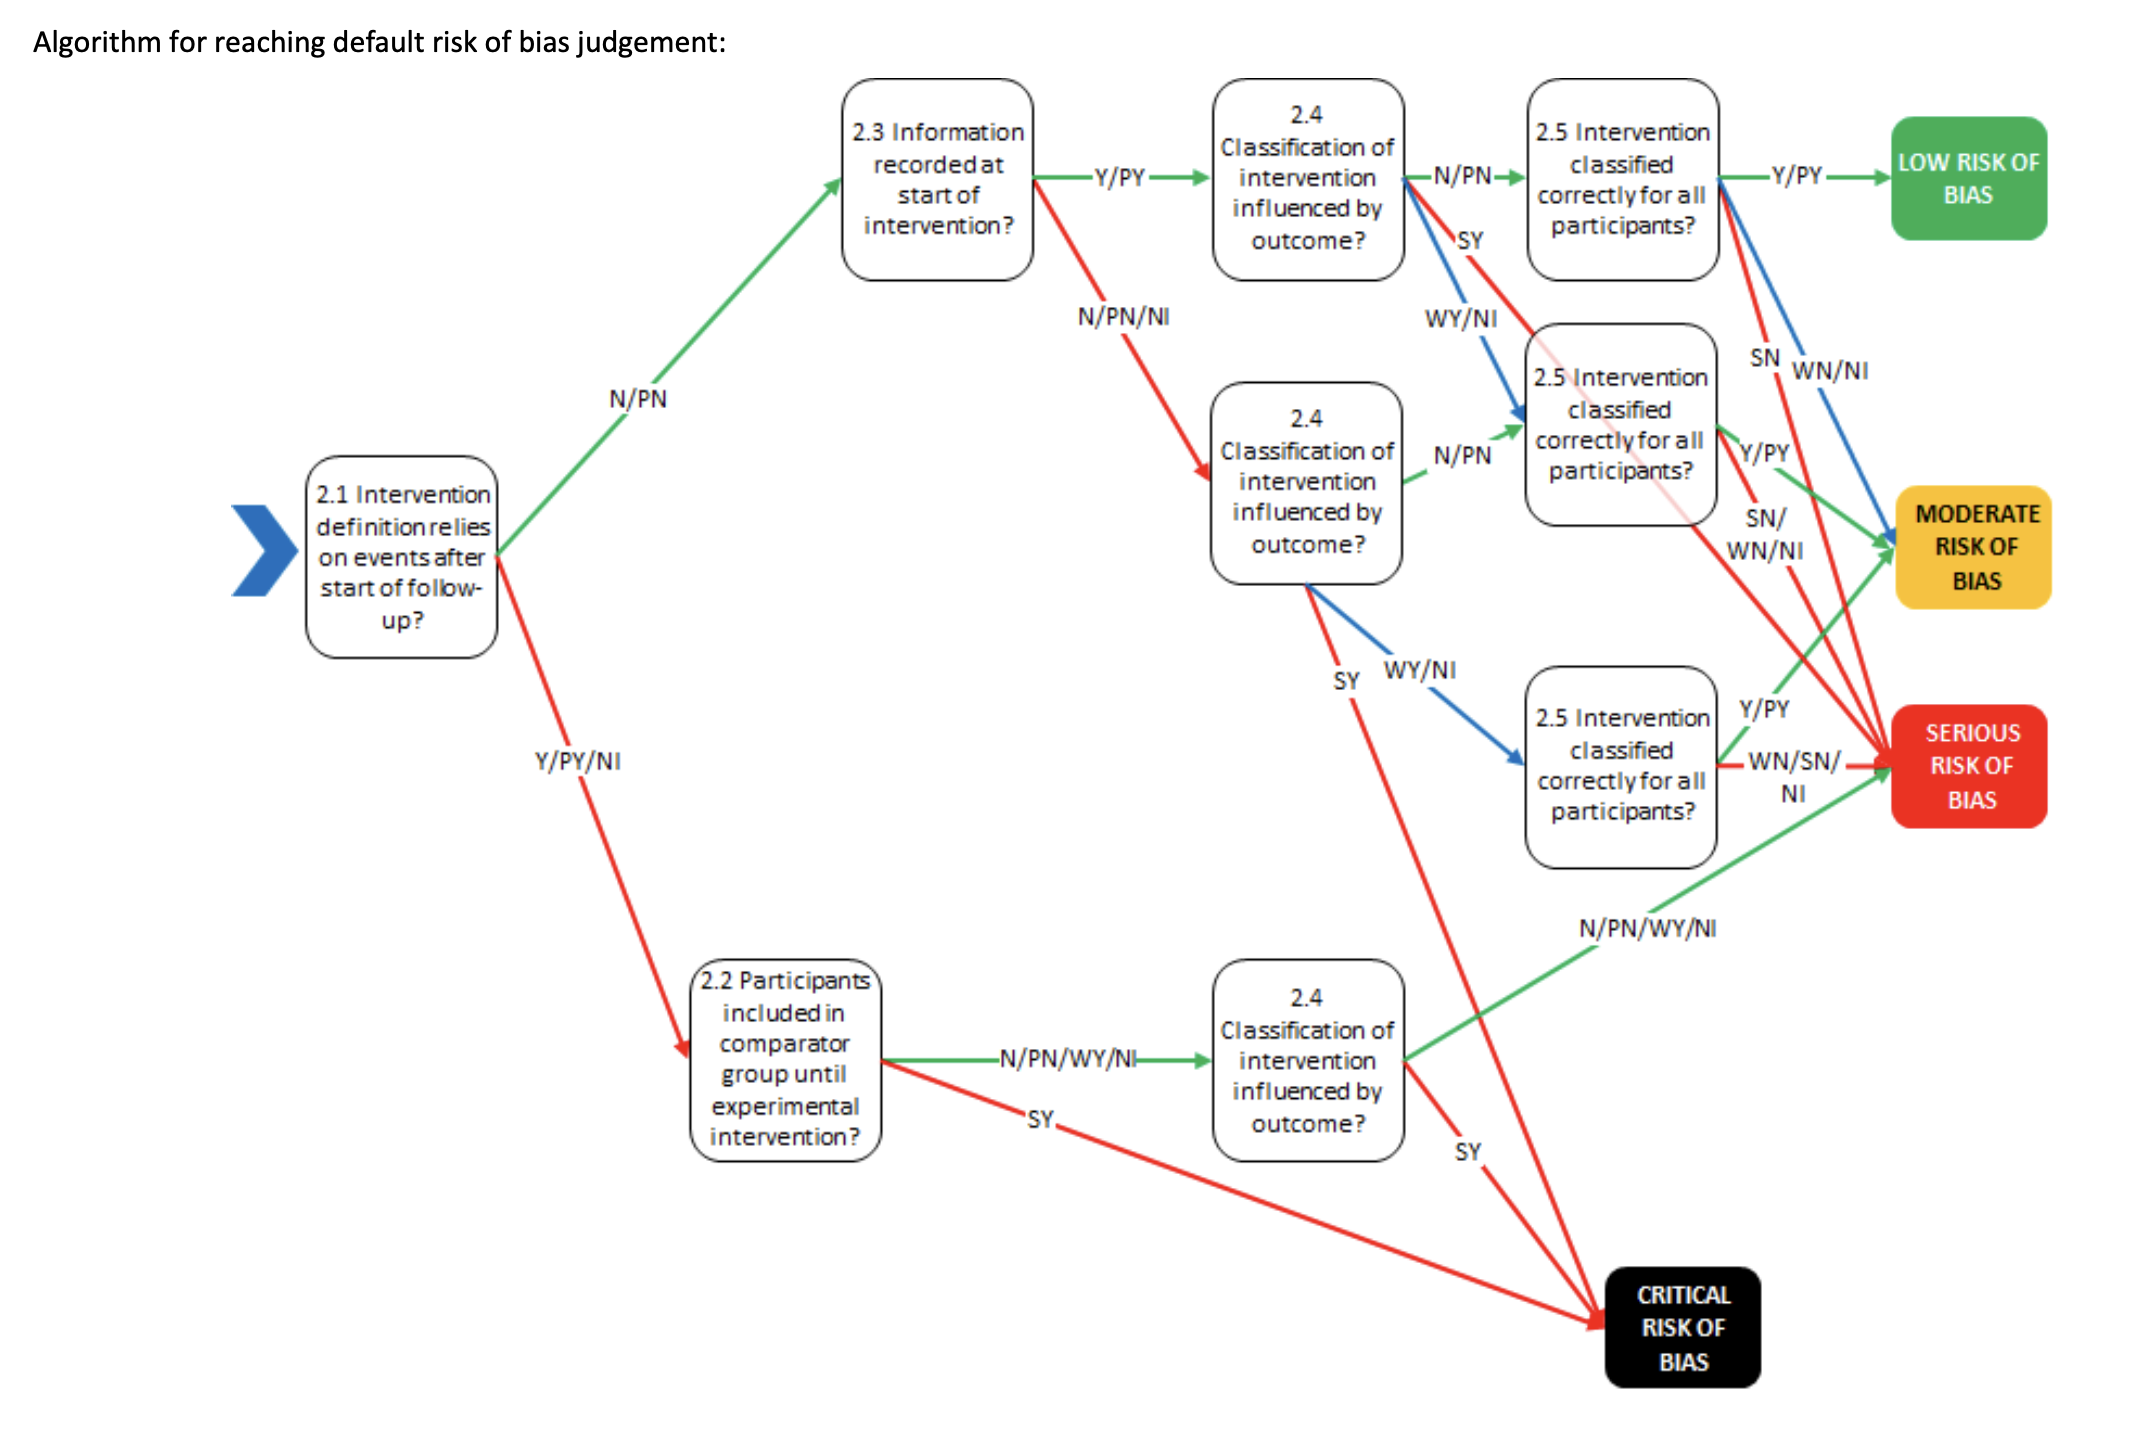 Algorithm for reaching default risk of bias judgement:
2.3 Information
recorded at
start of
intervention?
Y/PY
2.4
Classification of
intervention
influenced by
outcome?
N/PN
2.5 Intervention
classified
correctly for all
participants?
Y/PY
LOW RISK OF
BIAS
SY
WY/NI
N/PN/NI
SN
WN/NI
N/PN
2.4
Classification of
intervention
influenced by
outcome?
N/PN
2.5 Intervention
classified
correctly for all
participants?
Y/PY
SN/
WN/NI
MODERATE
RISK OF
BIAS
2.1 Intervention
definition relies
on events after
start of follow-
up?
SY
WY/NI
2.5 Intervention
classified
correctly for all
participants?
Y/PY
WN/SN/
NI
SERIOUS
RISK OF
BIAS
Y/PY/NI
N/PN/WY/NI
2.2 Participants
included in
comparator
group until
experimental
intervention?
N/PN/WY/NI
SY
2.4
Classification of
intervention
influenced by
outcome?
SY
CRITICAL
RISK OF
BIAS